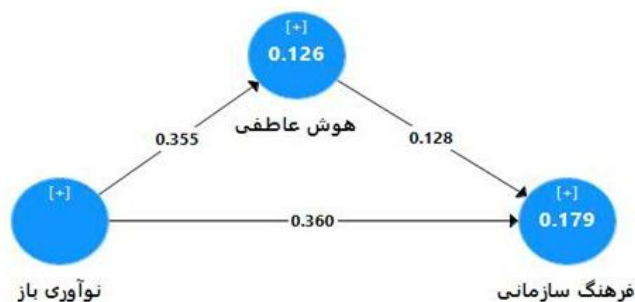 [+]
0.126
هوش عاطفی
0.355
0.128
[+]
[+]
0.179
0.360
نوآوری باز
فرهنگ سازمانی